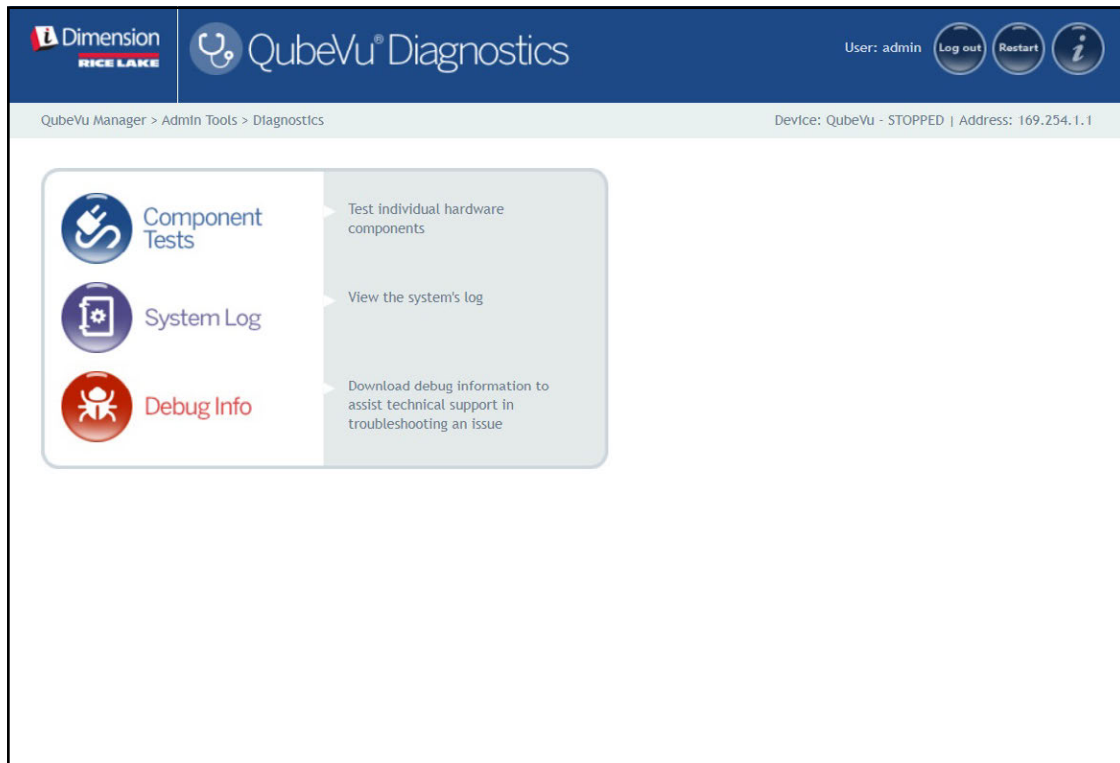 i Dimension
RICE LAKE
QubeVu® Diagnostics
User: admin
Log out
Restart
i
QubeVu Manager > Admin Tools > Diagnostics
Device: QubeVu - STOPPED | Address: 169.254.1.1
Component
Tests
Test individual hardware
components
System Log
View the system's log
Debug Info
Download debug information to
assist technical support in
troubleshooting an issue